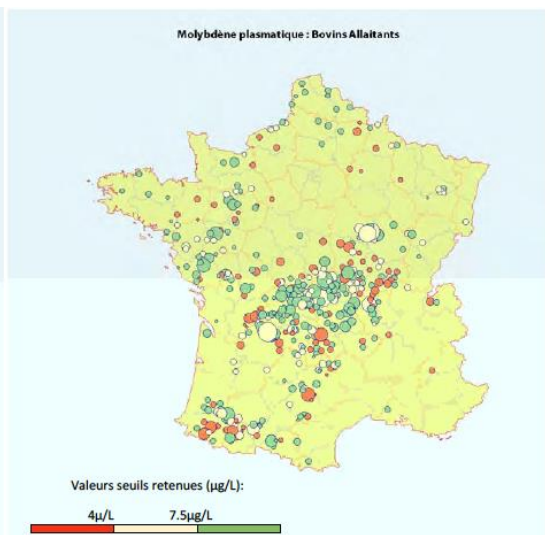 Molybdène plasmatique : Bovins Allaitants
Valeurs seuils retenues (µg/L):
4µ/L 7.5µg/L